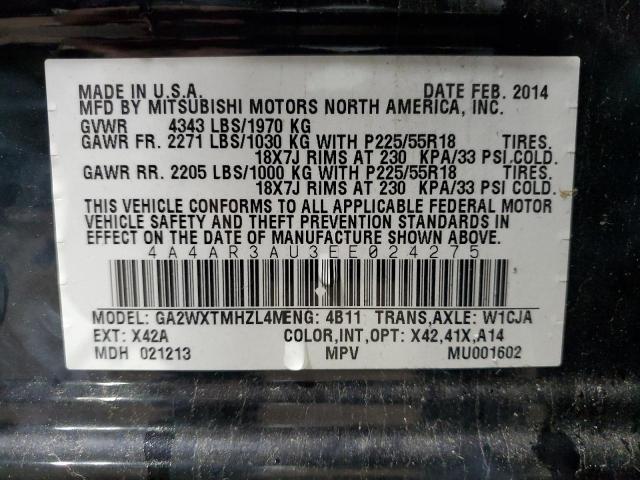 MADE IN U.S.A. DATE FEB. 2014
MFD BY MITSUBISHI MOTORS NORTH AMERICA, INC.
GVWR 4343 LBS/1970 KG
GAWR FR. 2271 LBS/1030 KG WITH P225/55R18 TIRES.
18X7J RIMS AT 230 KPA/33 PSI COLD.
GAWR RR. 2205 LBS/1000 KG WITH P225/55R18 TIRES.
18X7J RIMS AT 230 KPA/33 PSI COLD.
THIS VEHICLE CONFORMS TO ALL APPLICABLE FEDERAL MOTOR
VEHICLE SAFETY AND THEFT PREVENTION STANDARDS IN
EFFECT ON THE DATE OF MANUFACTURE SHOWN ABOVE.
4A4AR3AU3EE024275
MODEL: GA2WXTMHZL4M ENG: 4B11 TRANS,AXLE: W1CJA
EXT: X42A COLOR,INT,OPT: X42,41X,A14
MDH 021213 MPV MU001602